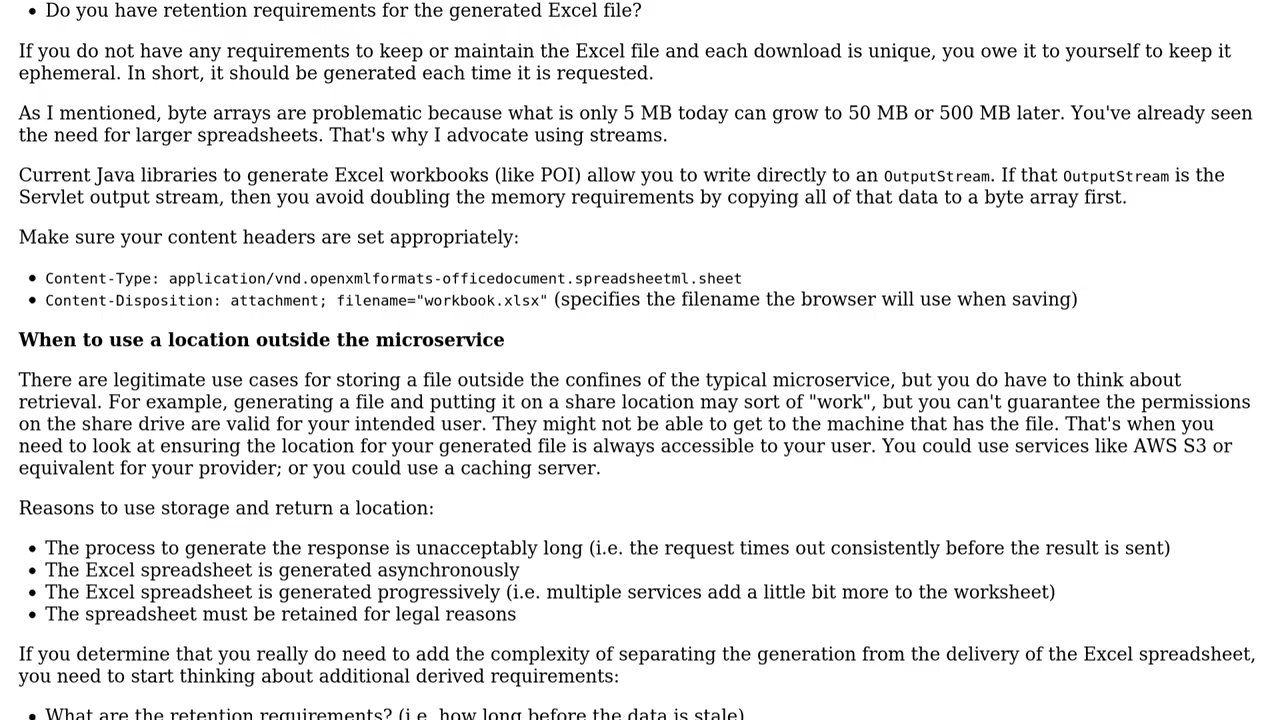 • Do you have retention requirements for the generated Excel file?
If you do not have any requirements to keep or maintain the Excel file and each download is unique, you owe it to yourself to keep it
ephemeral. In short, it should be generated each time it is requested.
As I mentioned, byte arrays are problematic because what is only 5 MB today can grow to 50 MB or 500 MB later. You've already seen
the need for larger spreadsheets. That's why I advocate using streams.
Current Java libraries to generate Excel workbooks (like POI) allow you to write directly to an OutputStream. If that OutputStream is the
Servlet output stream, then you avoid doubling the memory requirements by copying all of that data to a byte array first.
Make sure your content headers are set appropriately:
• Content-Type: application/vnd.openxmlformats-officedocument.spreadsheetml.sheet
• Content-Disposition: attachment; filename="workbook.xlsx" (specifies the filename the browser will use when saving)
When to use a location outside the microservice
There are legitimate use cases for storing a file outside the confines of the typical microservice, but you do have to think about
retrieval. For example, generating a file and putting it on a share location may sort of "work", but you can't guarantee the permissions
on the share drive are valid for your intended user. They might not be able to get to the machine that has the file. That's when you
need to look at ensuring the location for your generated file is always accessible to your user. You could use services like AWS S3 or
equivalent for your provider; or you could use a caching server.
Reasons to use storage and return a location:
• The process to generate the response is unacceptably long (i.e. the request times out consistently before the result is sent)
• The Excel spreadsheet is generated asynchronously
• The Excel spreadsheet is generated progressively (i.e. multiple services add a little bit more to the worksheet)
• The spreadsheet must be retained for legal reasons
If you determine that you really do need to add the complexity of separating the generation from the delivery of the Excel spreadsheet,
you need to start thinking about additional derived requirements:
• What are the retention requirements? (i.e. how long before the data is stale)